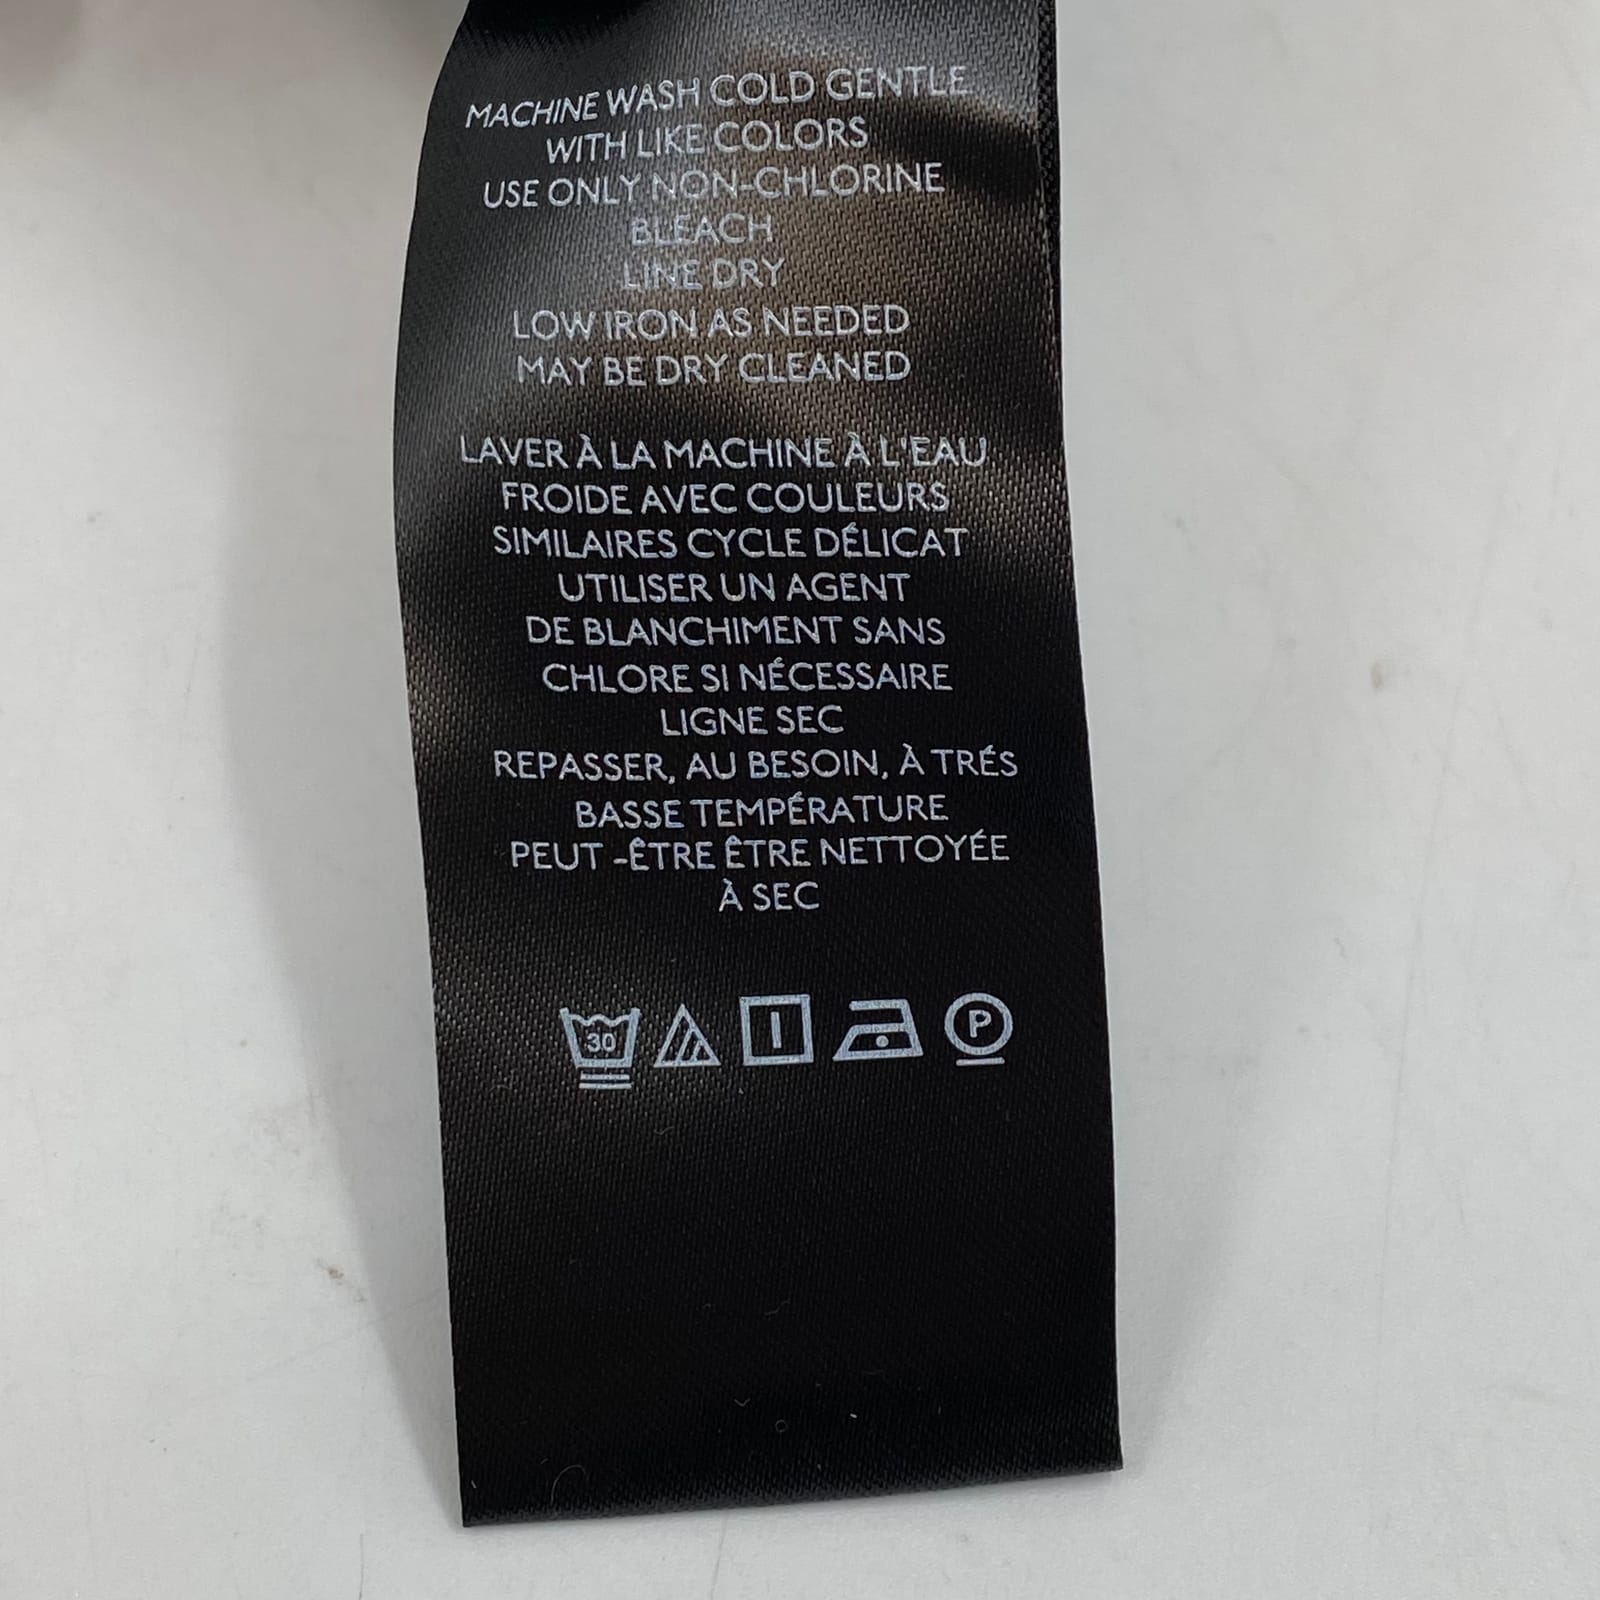 MACHINE WASH COLD GENTLE
WITH LIKE COLORS
USE ONLY NON-CHLORINE
BLEACH
LINE DRY
LOW IRON AS NEEDED
MAY BE DRY CLEANED
LAVER À LA MACHINE À L'EAU
FROIDE AVEC COULEURS
SIMILAIRES CYCLE DÉLICAT
UTILISER UN AGENT
DE BLANCHIMENT SANS
CHLORE SI NÉCESSAIRE
LIGNE SEC
REPASSER, AU BESOIN, À TRÉS
BASSE TEMPÉRATURE
PEUT -ÊTRE ÊTRE NETTOYÉE
À SEC
30 P